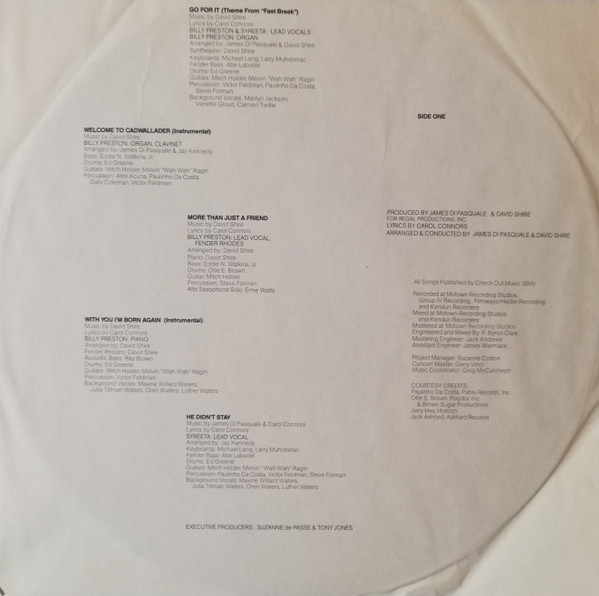 GO FOR IT (Theme From "Fast Break")
Music by David Shire
Lyrics by Carol Connors
BILLY PRESTON & SYREETA: LEAD VOCALS
BILLY PRESTON: ORGAN
Arranged by: James Di Pasquale & David Shire
Synthesizer: David Shire
Keyboards: Michael Lang, Larry Muhoberac
Fender Bass: Abe Laboriel
Drums: Ed Greene
Guitars: Mitch Holder, Melvin "Wah Wah" Ragin
Percussion: Victor Feldman, Paulinho Da Costa,
Steve Forman
Background Vocals: Marilyn Jackson,
Venette Gloud, Carmen Twillie
SIDE ONE
WELCOME TO CADWALLADER (Instrumental)
Music by David Shire
BILLY PRESTON: ORGAN, CLAVINET
Arranged by: James Di Pasquale & Jay Kennedy
Bass: Eddie N. Watkins, Jr.
Drums: Ed Greene
Guitars: Mitch Holder, Melvin "Wah Wah" Ragin
Percussion: Alex Acuña, Paulinho Da Costa,
Gary Coleman, Victor Feldman
MORE THAN JUST A FRIEND
Music by David Shire
Lyrics by Carol Connors
BILLY PRESTON: LEAD VOCAL,
FENDER RHODES
Arranged by: David Shire
Piano: David Shire
Bass: Eddie N. Watkins, Jr.
Drums: Ollie E. Brown
Guitar: Mitch Holder
Percussion: Steve Forman
Alto Saxophone Solo: Ernie Watts
PRODUCED BY JAMES DI PASQUALE & DAVID SHIRE
FOR REGAL PRODUCTIONS, INC.
LYRICS BY CAROL CONNORS
ARRANGED & CONDUCTED BY JAMES DI PASQUALE & DAVID SHIRE
WITH YOU I'M BORN AGAIN (Instrumental)
Music by David Shire
Lyrics by Carol Connors
BILLY PRESTON: PIANO
Arranged by: David Shire
Fender Rhodes: David Shire
Acoustic Bass: Ray Brown
Drums: Ed Greene
Guitars: Mitch Holder, Melvin "Wah Wah" Ragin
Percussion: Victor Feldman
Background Vocals: Maxine Willard Waters,
Julia Tillman Waters, Oren Waters, Luther Waters
All Songs Published by Check Out Music (BMI)
Recorded at Motown Recording Studios
Group IV Recording, Filmways/Heider Recording,
and Kendun Recorders
Mixed at Motown Recording Studios
and Kendun Recorders
Mastered at Motown Recording Studios
Engineered and Mixed By: F. Byron Clark
Mastering Engineer: Jack Andrews
Assistant Engineer: James Warmack
Project Manager: Suzanne Coston
Concert Master: Gerry Vinci
Music Coordinator: Greg McCutcheon
COURTESY CREDITS:
Paulinho Da Costa, Pablo Records, Inc.
Ollie E. Brown, Polydor, Inc.
& Brown Sugar Productions
Jerry Hey, Horizon
Jack Ashford, Ashford Records
HE DIDN'T STAY
Music by James Di Pasquale & Carol Connors
Lyrics by Carol Connors
SYREETA: LEAD VOCAL
Arranged by: Jay Kennedy
Keyboards: Michael Lang, Larry Muhoberac
Fender Bass: Abe Laboriel
Drums: Ed Greene
Guitars: Mitch Holder, Melvin "Wah Wah" Ragin
Percussion: Paulinho Da Costa, Victor Feldman, Steve Forman
Background Vocals: Maxine Willard Waters,
Julia Tillman Waters, Oren Waters, Luther Waters
EXECUTIVE PRODUCERS: SUZANNE de PASSE & TONY JONES